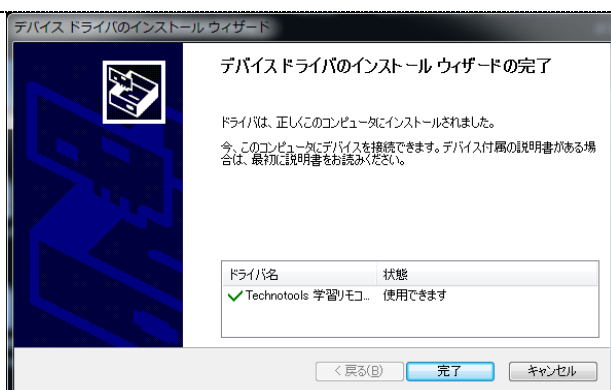 デバイス ドライバのインストール ウィザード
デバイス ドライバのインストール ウィザードの完了
ドライバは、正しくこのコンピュータにインストールされました。
今、このコンピュータにデバイスを接続できます。デバイス付属の説明書がある場
合は、最初に説明書をお読みください。
ドライバ名 状態
Technotools 学習リモコ... 使用できます
< 戻る(B) 完了 キャンセル